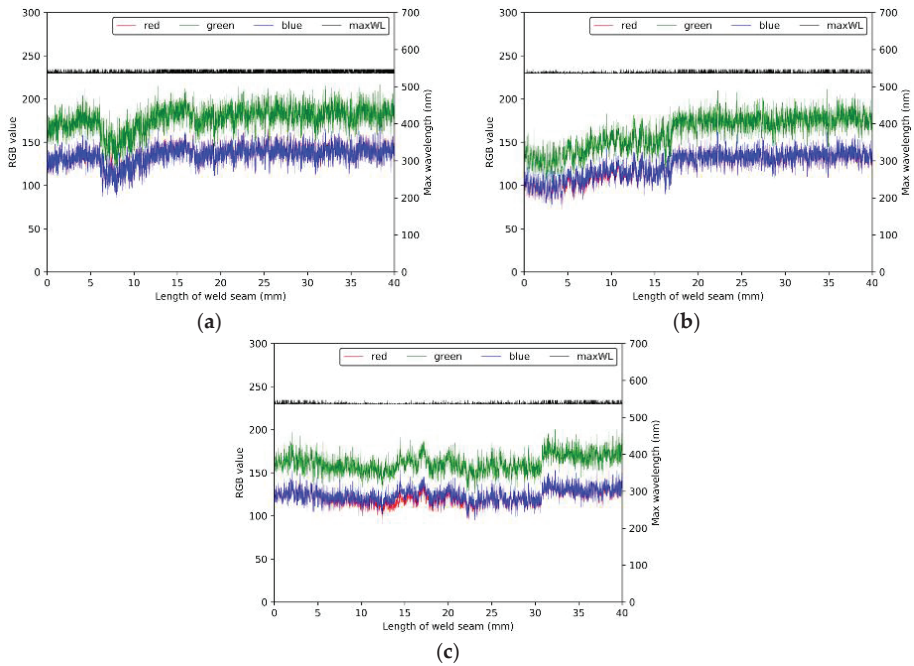 300 700
red green blue maxWL
250 600
200 500
400
150
300
100
200
50 100
0 0
RGB value
Max wavelength (nm)
0 5 10 15 20 25 30 35 40
Length of weld seam (mm)
(a)
300 700
red green blue maxWL
250 600
200 500
400
150
300
100
200
50 100
0 0
RGB value
Max wavelength (nm)
0 5 10 15 20 25 30 35 40
Length of weld seam (mm)
(b)
300 700
red green blue maxWL
250 600
200 500
400
150
300
100
200
50 100
0 0
RGB value
Max wavelength (nm)
0 5 10 15 20 25 30 35 40
Length of weld seam (mm)
(c)